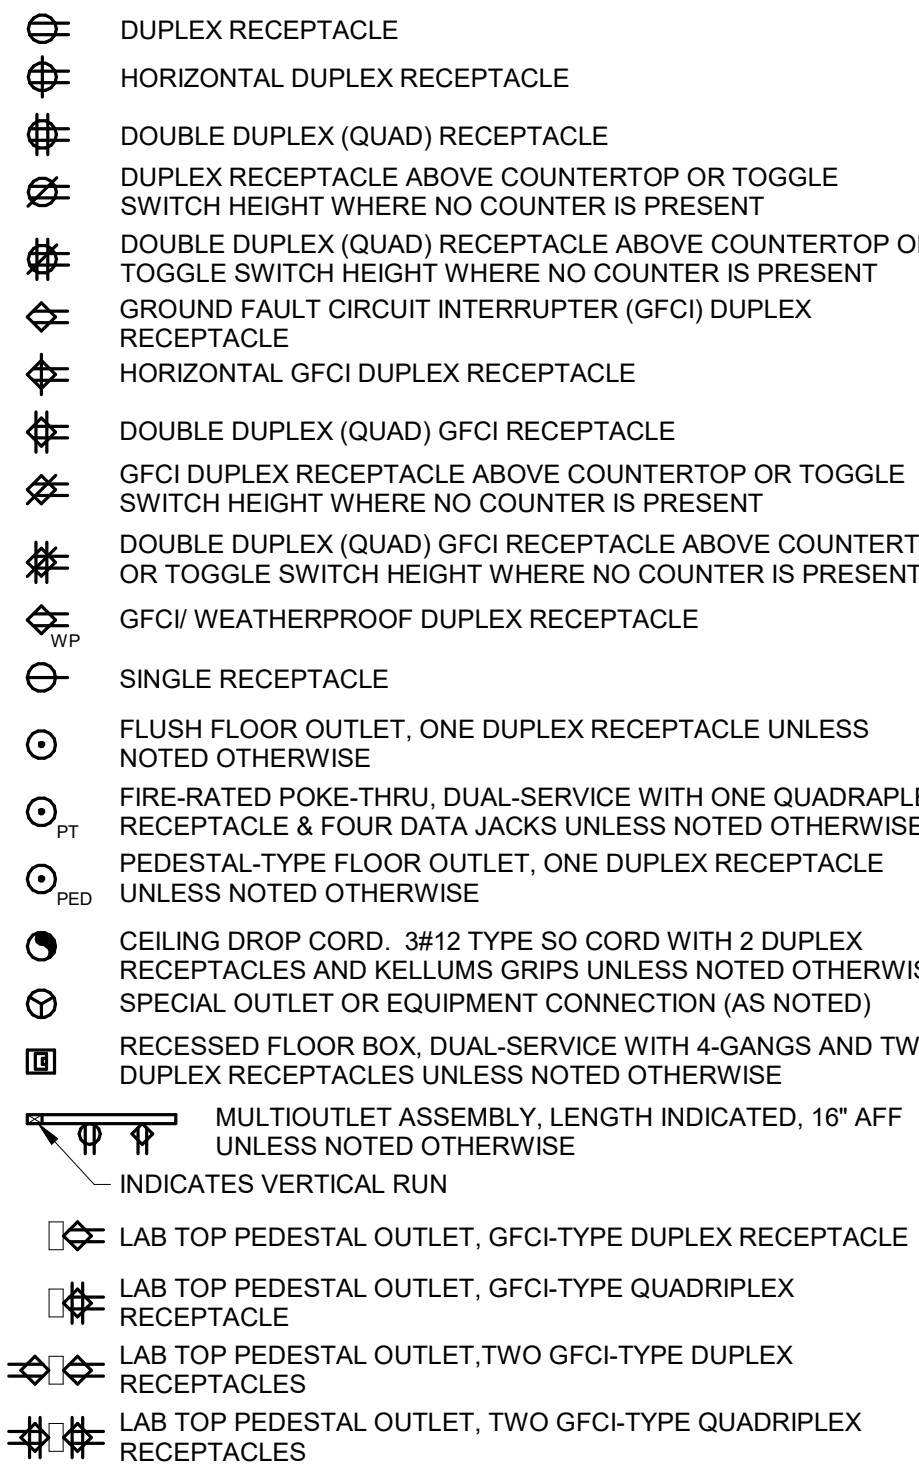 DUPLEX RECEPTACLE
HORIZONTAL DUPLEX RECEPTACLE
DOUBLE DUPLEX (QUAD) RECEPTACLE
DUPLEX RECEPTACLE ABOVE COUNTERTOP OR TOGGLE
SWITCH HEIGHT WHERE NO COUNTER IS PRESENT
DOUBLE DUPLEX (QUAD) RECEPTACLE ABOVE COUNTERTOP
TOGGLE SWITCH HEIGHT WHERE NO COUNTER IS PRESENT
GROUND FAULT CIRCUIT INTERRUPTER (GFCI) DUPLEX
RECEPTACLE
HORIZONTAL GFCI DUPLEX RECEPTACLE
DOUBLE DUPLEX (QUAD) GFCI RECEPTACLE
GFCI DUPLEX RECEPTACLE ABOVE COUNTERTOP OR TOGGLE
SWITCH HEIGHT WHERE NO COUNTER IS PRESENT
DOUBLE DUPLEX (QUAD) GFCI RECEPTACLE ABOVE COUNTERT
OR TOGGLE SWITCH HEIGHT WHERE NO COUNTER IS PRESENT
GFCI/ WEATHERPROOF DUPLEX RECEPTACLE
WP
SINGLE RECEPTACLE
FLUSH FLOOR OUTLET, ONE DUPLEX RECEPTACLE UNLESS
NOTED OTHERWISE
FIRE-RATED POKE-THRU, DUAL-SERVICE WITH ONE QUADRAPLE
PT RECEPTACLE & FOUR DATA JACKS UNLESS NOTED OTHERWISE
PEDESTAL-TYPE FLOOR OUTLET, ONE DUPLEX RECEPTACLE
PED UNLESS NOTED OTHERWISE
CEILING DROP CORD. 3#12 TYPE SO CORD WITH 2 DUPLEX
RECEPTACLES AND KELLUMS GRIPS UNLESS NOTED OTHERWIS
SPECIAL OUTLET OR EQUIPMENT CONNECTION (AS NOTED)
RECESSED FLOOR BOX, DUAL-SERVICE WITH 4-GANGS AND TW
DUPLEX RECEPTACLES UNLESS NOTED OTHERWISE
MULTIOUTLET ASSEMBLY, LENGTH INDICATED, 16" AFF
UNLESS NOTED OTHERWISE
INDICATES VERTICAL RUN
LAB TOP PEDESTAL OUTLET, GFCI-TYPE DUPLEX RECEPTACLE
LAB TOP PEDESTAL OUTLET, GFCI-TYPE QUADRIPLEX
RECEPTACLE
LAB TOP PEDESTAL OUTLET,TWO GFCI-TYPE DUPLEX
RECEPTACLES
LAB TOP PEDESTAL OUTLET, TWO GFCI-TYPE QUADRIPLEX
RECEPTACLES